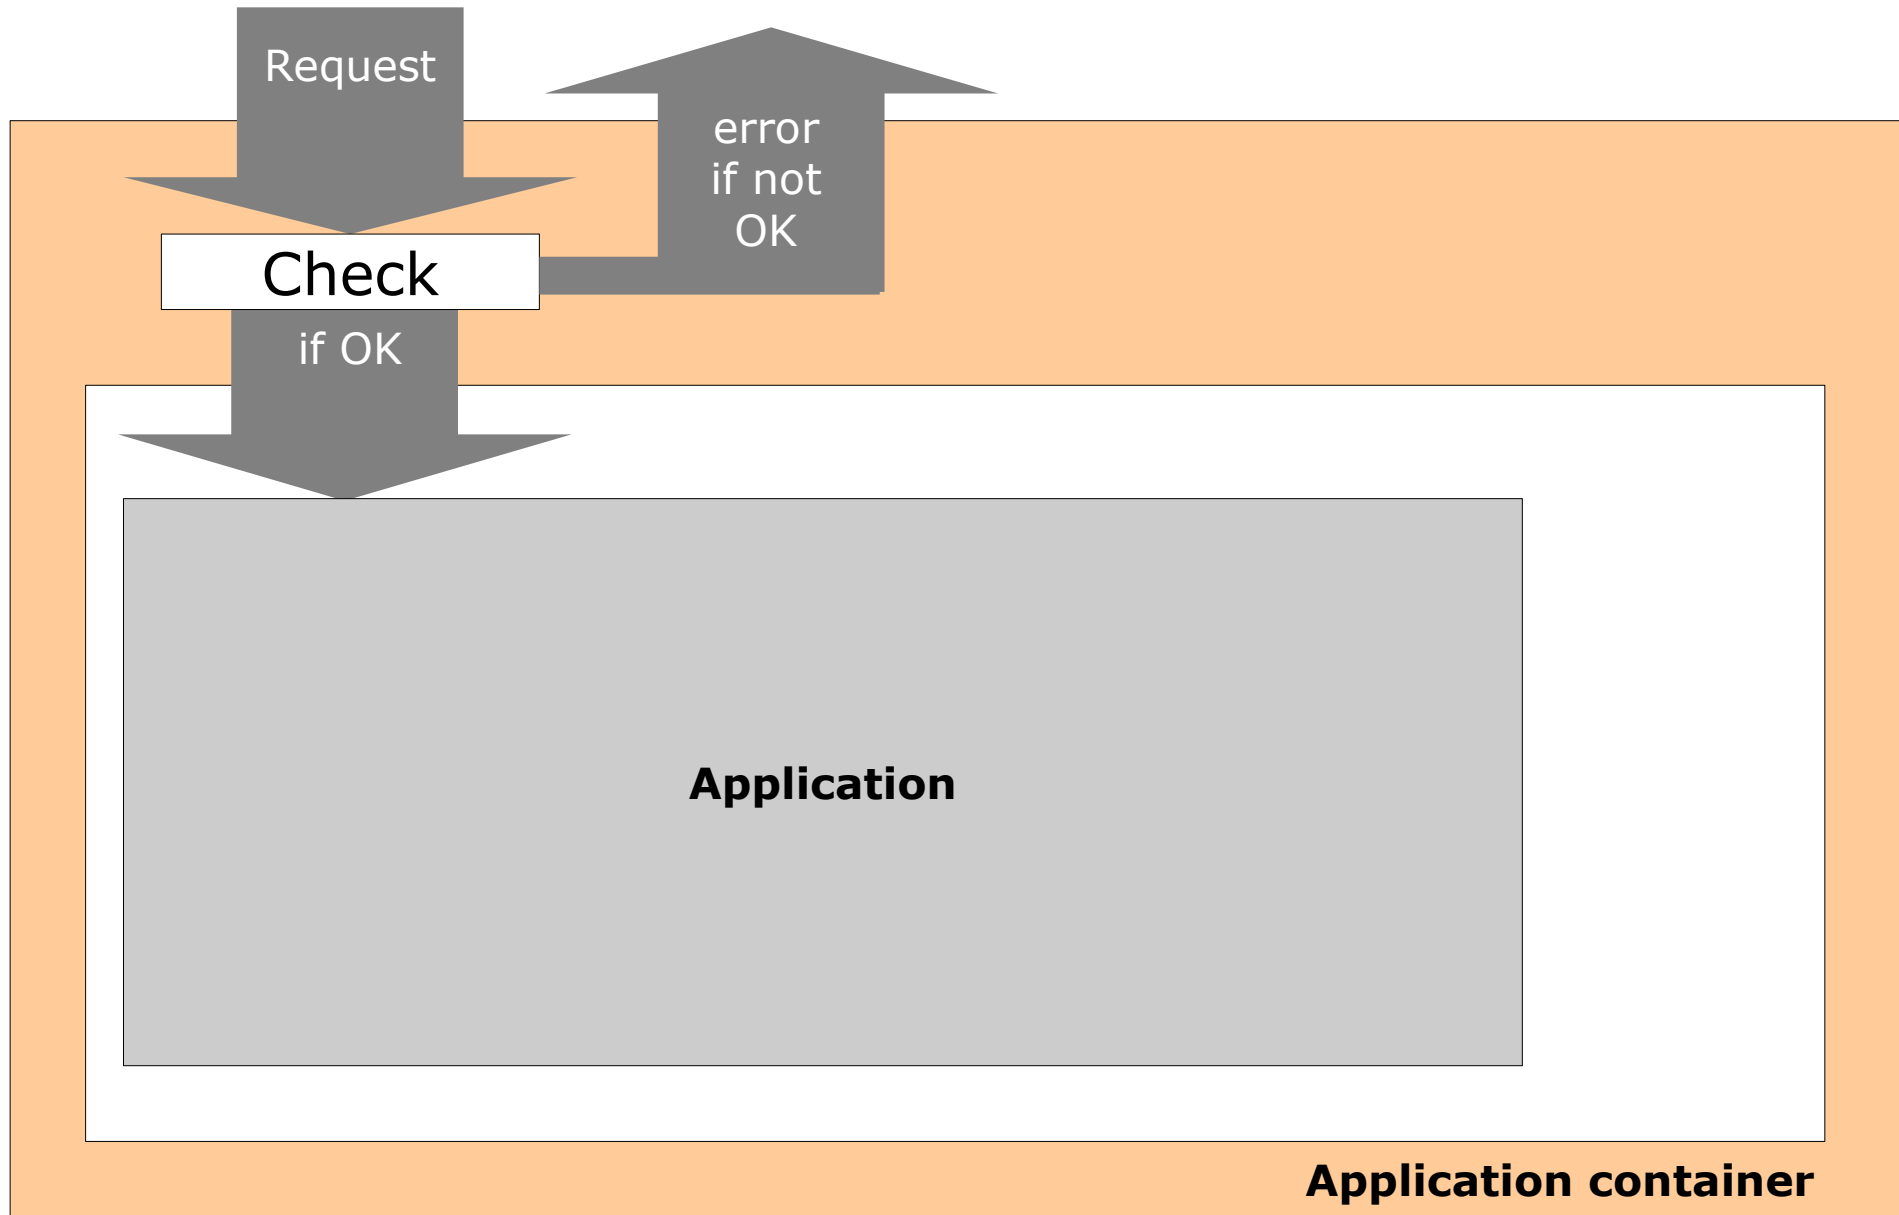 Request
error
if not
OK
Check
if OK
Application
Application container